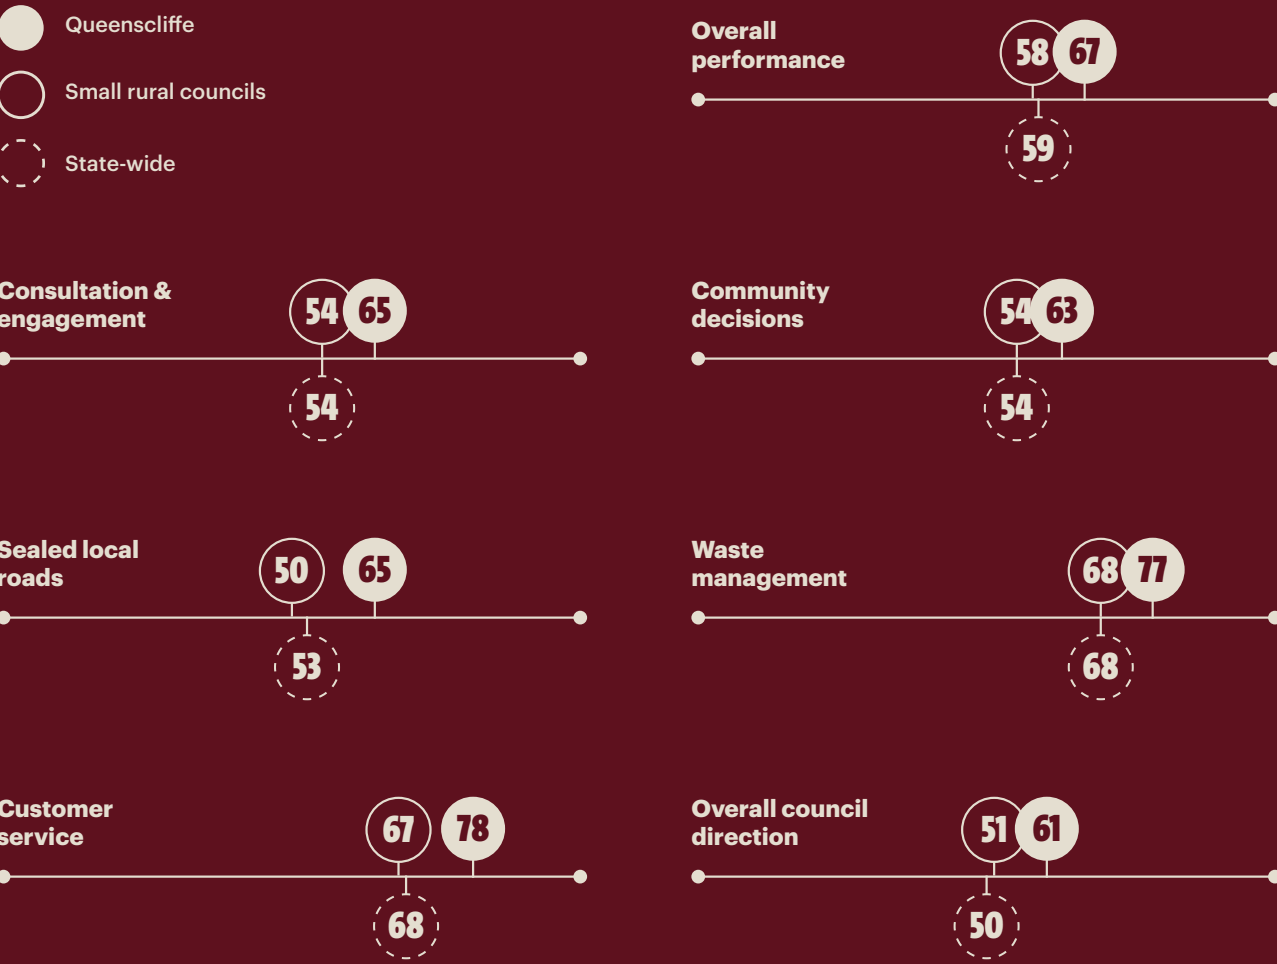 Queenscliffe
Small rural councils
State-wide
Overall
performance
58
67
59
Consultation &
engagement
54
65
54
Community
decisions
54
63
54
Sealed local
roads
50
65
53
Waste
management
68
77
68
Customer
service
67
78
68
Overall council
direction
51
61
50